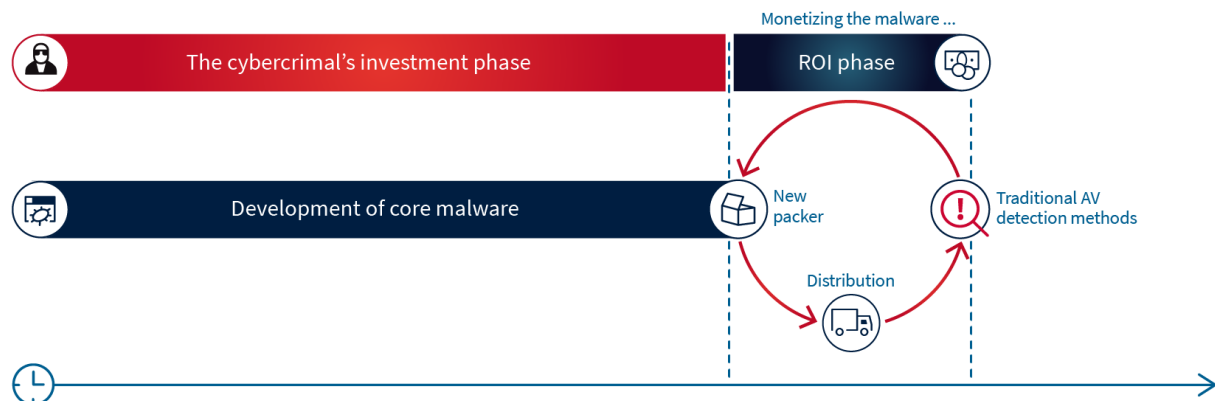 Monetizing the malware ...
The cybercrimal's investment phase
ROI phase
Development of core malware
New
packer
Traditional AV
detection methods
Distribution